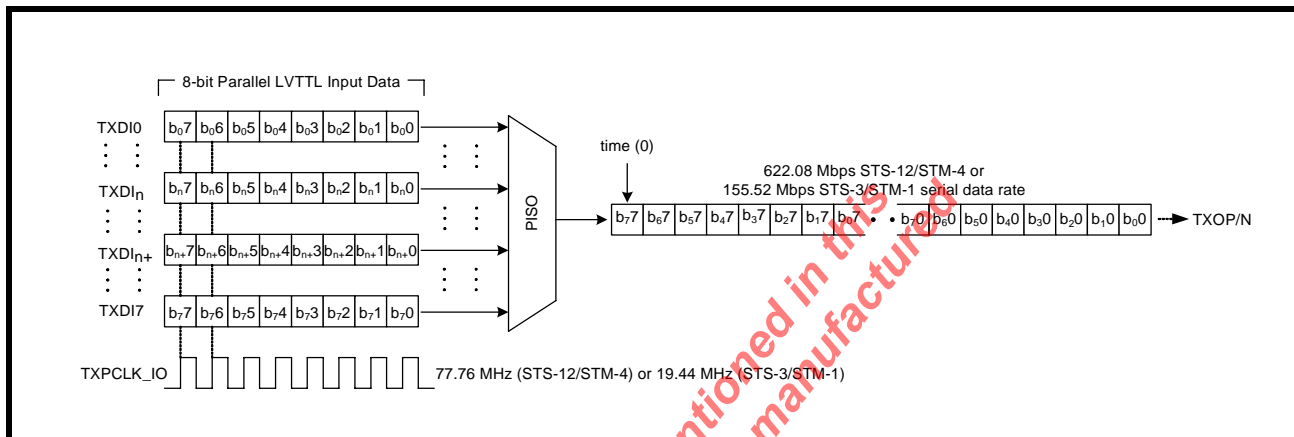 8-bit Parallel LVTTL Input Data
TXDI0
b₀7 b₀6 b₀5 b₀4 b₀3 b₀2 b₀1 b₀0
TXDIₙ
bₙ7 bₙ6 bₙ5 bₙ4 bₙ3 bₙ2 bₙ1 bₙ0
TXDIₙ₊
bₙ₊7 bₙ₊6 bₙ₊5 bₙ₊4 bₙ₊3 bₙ₊2 bₙ₊1 bₙ₊0
TXDI7
b₇7 b₇6 b₇5 b₇4 b₇3 b₇2 b₇1 b₇0
TXPCLK_IO
77.76 MHz (STS-12/STM-4) or 19.44 MHz (STS-3/STM-1)
PISO
time (0)
622.08 Mbps STS-12/STM-4 or
155.52 Mbps STS-3/STM-1 serial data rate
b₇7 b₆7 b₅7 b₄7 b₃7 b₂7 b₁7 b₀7 • • b₇0 b₆0 b₅0 b₄0 b₃0 b₂0 b₁0 b₀0
TXOP/N
in this
manufactured